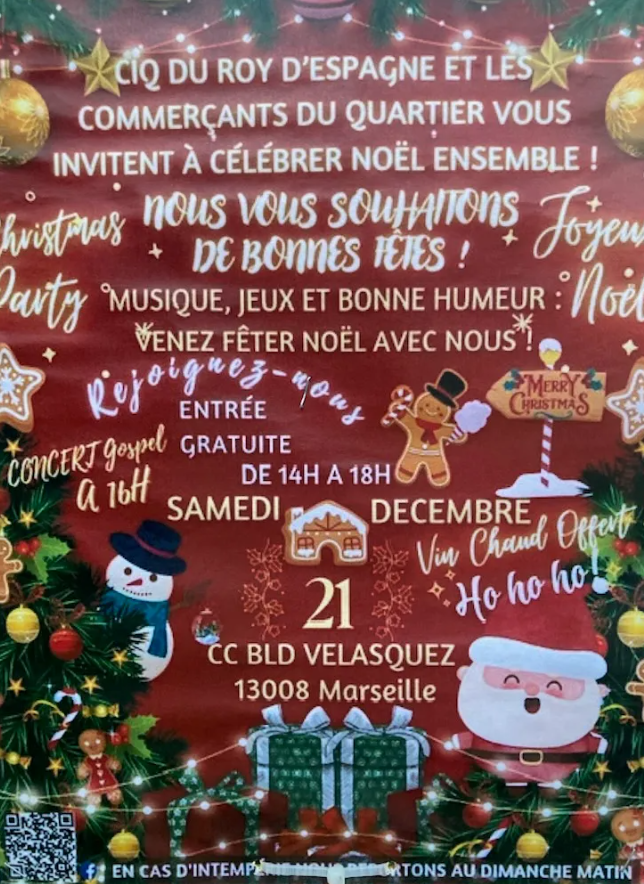 CIQ DU ROY D'ESPAGNE ET LES
COMMERÇANTS DU QUARTIER VOUS
INVITENT À CÉLÉBRER NOËL ENSEMBLE !
NOUS VOUS SOUHAITONS
DE BONNES FÊTES !
Christmas
Party
Joyeu
Noë
MUSIQUE, JEUX ET BONNE HUMEUR :
VENEZ FÊTER NOËL AVEC NOUS !
Rejoignez-nous
MERRY
CHRISTMAS
ENTRÉE
GRATUITE
DE 14H A 18H
CONCERT Gospel
A 16H
SAMEDI DECEMBRE
Vin Chaud Offert
Ho ho ho!
21
CC BLD VELASQUEZ
13008 Marseille
f EN CAS D'INTEMPERIE NOUS REPORTONS AU DIMANCHE MATIN